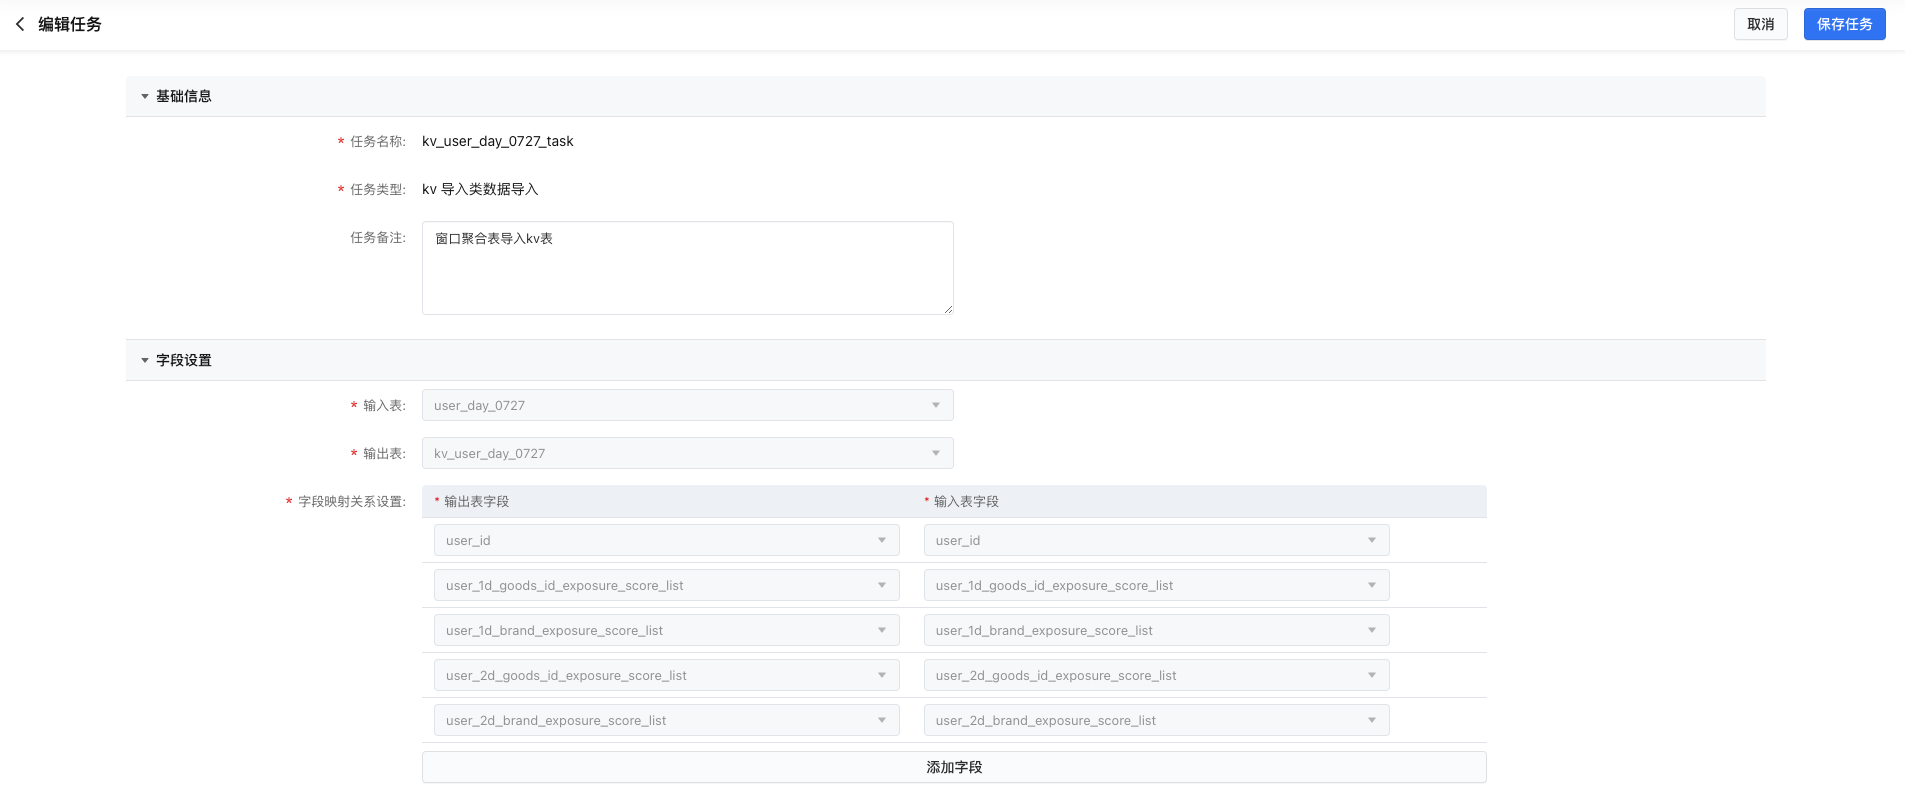 编辑任务
取消
保存任务
基础信息
* 任务名称: kv_user_day_0727_task
* 任务类型: kv 导入类数据导入
任务备注: 窗口聚合表导入kv表
字段设置
* 输入表: user_day_0727
* 输出表: kv_user_day_0727
* 字段映射关系设置: * 输出表字段 * 输入表字段
user_id user_id
user_1d_goods_id_exposure_score_list user_1d_goods_id_exposure_score_list
user_1d_brand_exposure_score_list user_1d_brand_exposure_score_list
user_2d_goods_id_exposure_score_list user_2d_goods_id_exposure_score_list
user_2d_brand_exposure_score_list user_2d_brand_exposure_score_list
添加字段